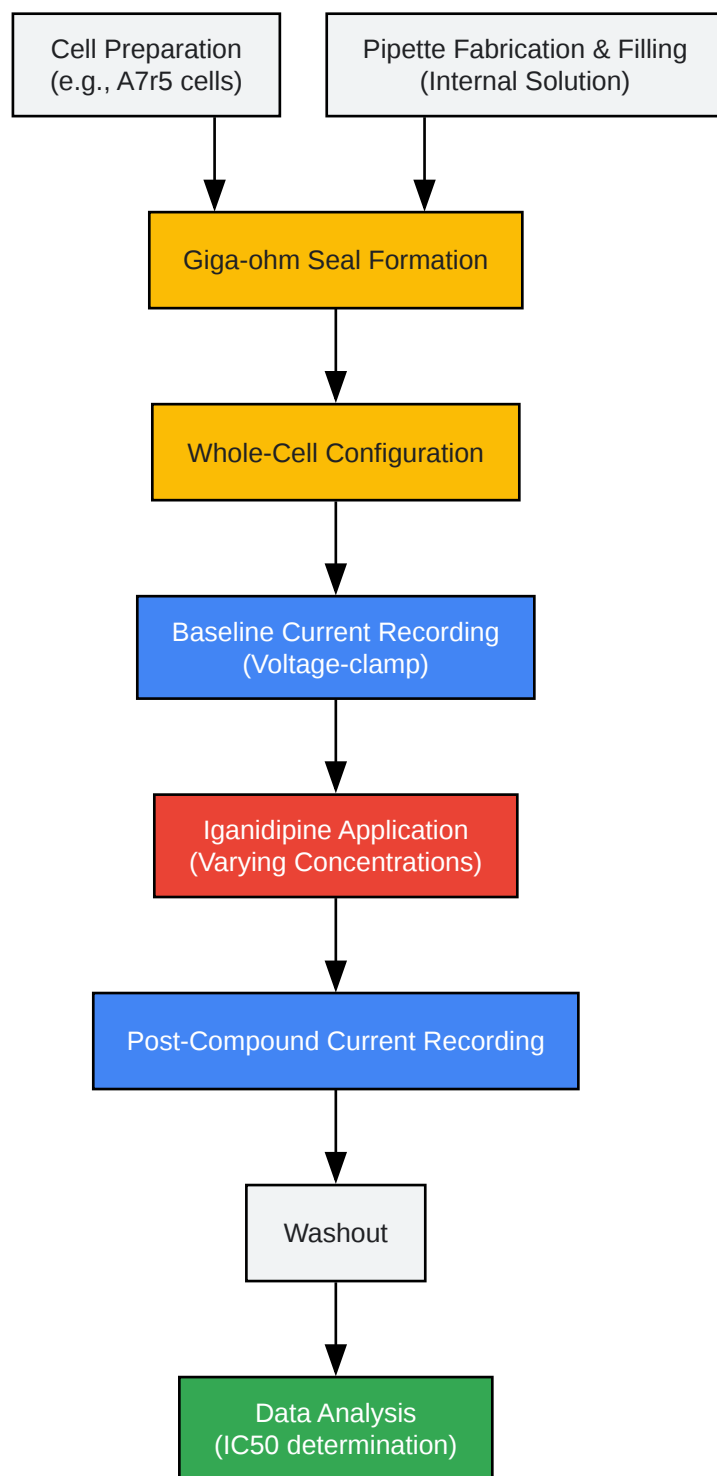 Cell Preparation
(e.g., A7r5 cells)
Pipette Fabrication & Filling
(Internal Solution)
Giga-ohm Seal Formation
Whole-Cell Configuration
Baseline Current Recording
(Voltage-clamp)
Iganidipine Application
(Varying Concentrations)
Post-Compound Current Recording
Washout
Data Analysis
(IC50 determination)